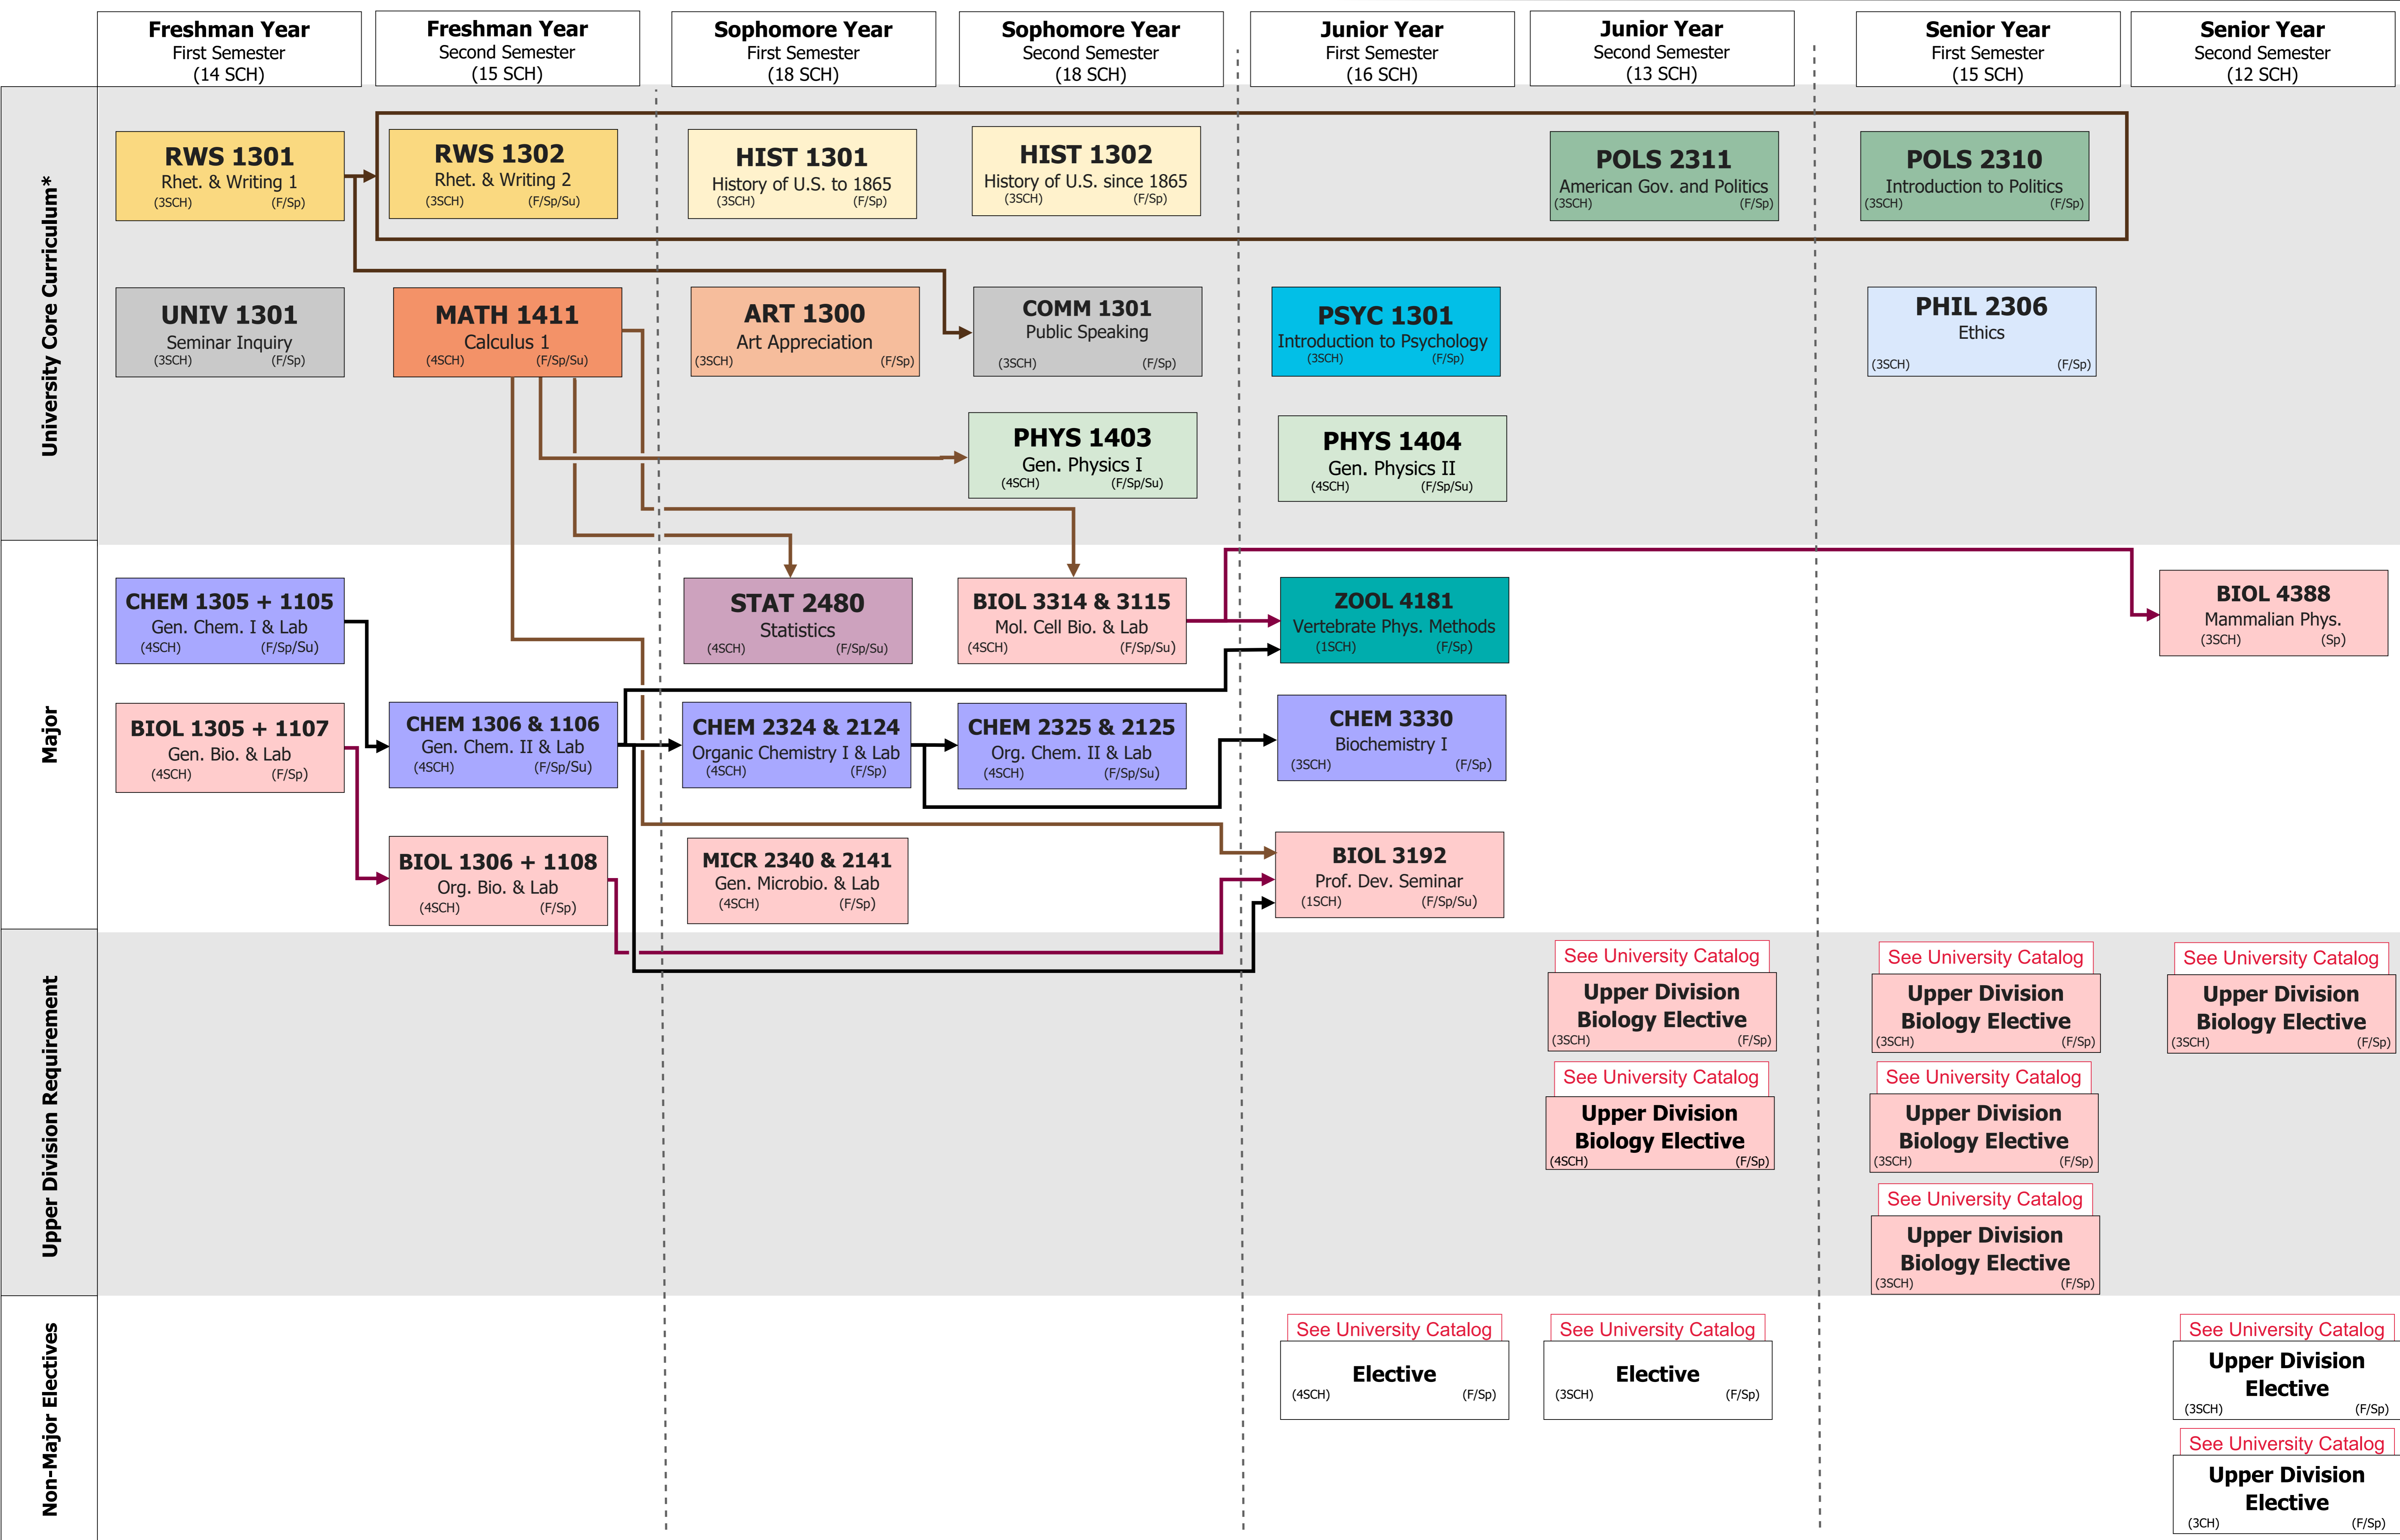 Freshman Year
First Semester
(14 SCH)
Freshman Year
Second Semester
(15 SCH)
Sophomore Year
First Semester
(18 SCH)
Sophomore Year
Second Semester
(18 SCH)
Junior Year
First Semester
(16 SCH)
Junior Year
Second Semester
(13 SCH)
Senior Year
First Semester
(15 SCH)
Senior Year
Second Semester
(12 SCH)
University Core Curriculum*
RWS 1301
Rhet. & Writing 1
(3SCH) (F/Sp)
RWS 1302
Rhet. & Writing 2
(3SCH) (F/Sp/Su)
HIST 1301
History of U.S. to 1865
(3SCH) (F/Sp)
HIST 1302
History of U.S. since 1865
(3SCH) (F/Sp)
POLS 2311
American Gov. and Politics
(3SCH) (F/Sp)
POLS 2310
Introduction to Politics
(3SCH) (F/Sp)
UNIV 1301
Seminar Inquiry
(3SCH) (F/Sp)
MATH 1411
Calculus 1
(4SCH) (F/Sp/Su)
ART 1300
Art Appreciation
(3SCH) (F/Sp)
COMM 1301
Public Speaking
(3SCH) (F/Sp)
PSYC 1301
Introduction to Psychology
(3SCH) (F/Sp)
PHIL 2306
Ethics
(3SCH) (F/Sp)
PHYS 1403
Gen. Physics I
(4SCH) (F/Sp/Su)
PHYS 1404
Gen. Physics II
(4SCH) (F/Sp/Su)
Major
CHEM 1305 + 1105
Gen. Chem. I & Lab
(4SCH) (F/Sp/Su)
STAT 2480
Statistics
(4SCH) (F/Sp/Su)
BIOL 3314 & 3115
Mol. Cell Bio. & Lab
(4SCH) (F/Sp/Su)
ZOOL 4181
Vertebrate Phys. Methods
(1SCH) (F/Sp)
BIOL 4388
Mammalian Phys.
(3SCH) (Sp)
BIOL 1305 + 1107
Gen. Bio. & Lab
(4SCH) (F/Sp)
CHEM 1306 & 1106
Gen. Chem. II & Lab
(4SCH) (F/Sp/Su)
CHEM 2324 & 2124
Organic Chemistry I & Lab
(4SCH) (F/Sp)
CHEM 2325 & 2125
Org. Chem. II & Lab
(4SCH) (F/Sp/Su)
CHEM 3330
Biochemistry I
(3SCH) (F/Sp)
BIOL 1306 + 1108
Org. Bio. & Lab
(4SCH) (F/Sp)
MICR 2340 & 2141
Gen. Microbio. & Lab
(4SCH) (F/Sp)
BIOL 3192
Prof. Dev. Seminar
(1SCH) (F/Sp/Su)
Upper Division Requirement
See University Catalog
Upper Division
Biology Elective
(3SCH) (F/Sp)
See University Catalog
Upper Division
Biology Elective
(3SCH) (F/Sp)
See University Catalog
Upper Division
Biology Elective
(3SCH) (F/Sp)
See University Catalog
Upper Division
Biology Elective
(4SCH) (F/Sp)
See University Catalog
Upper Division
Biology Elective
(3SCH) (F/Sp)
See University Catalog
Upper Division
Biology Elective
(3SCH) (F/Sp)
Non-Major Electives
See University Catalog
Elective
(4SCH) (F/Sp)
See University Catalog
Elective
(3SCH) (F/Sp)
See University Catalog
Upper Division
Elective
(3SCH) (F/Sp)
See University Catalog
Upper Division
Elective
(3CH) (F/Sp)